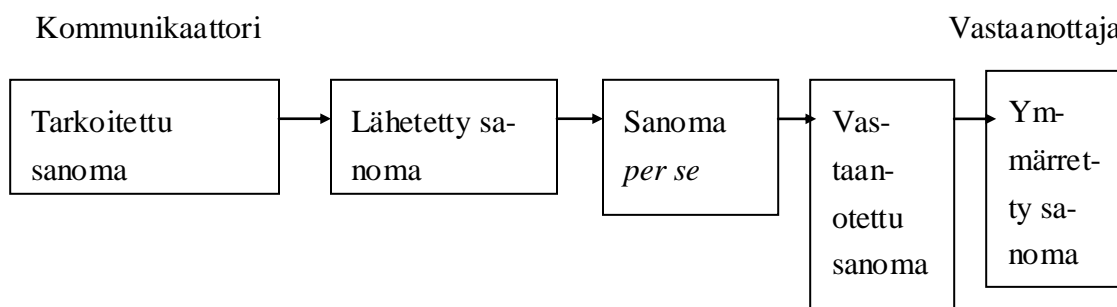 Kommunikaattori
Vastaanottaja
Tarkoitettu
sanoma
Lähetetty sa-
noma
Sanoma
per se
Vas-
taan-
otettu
sanoma
Ym-
märret-
ty sa-
noma